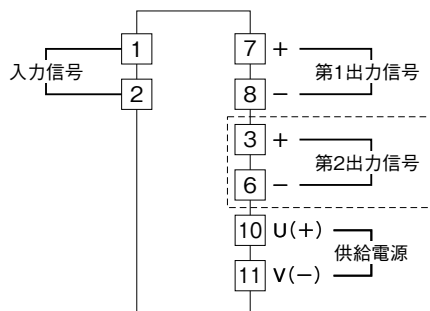 入力信号
1
2
7 +
8 −
第1出力信号
3 +
6 −
第2出力信号
10 U(+)
11 V(−)
供給電源